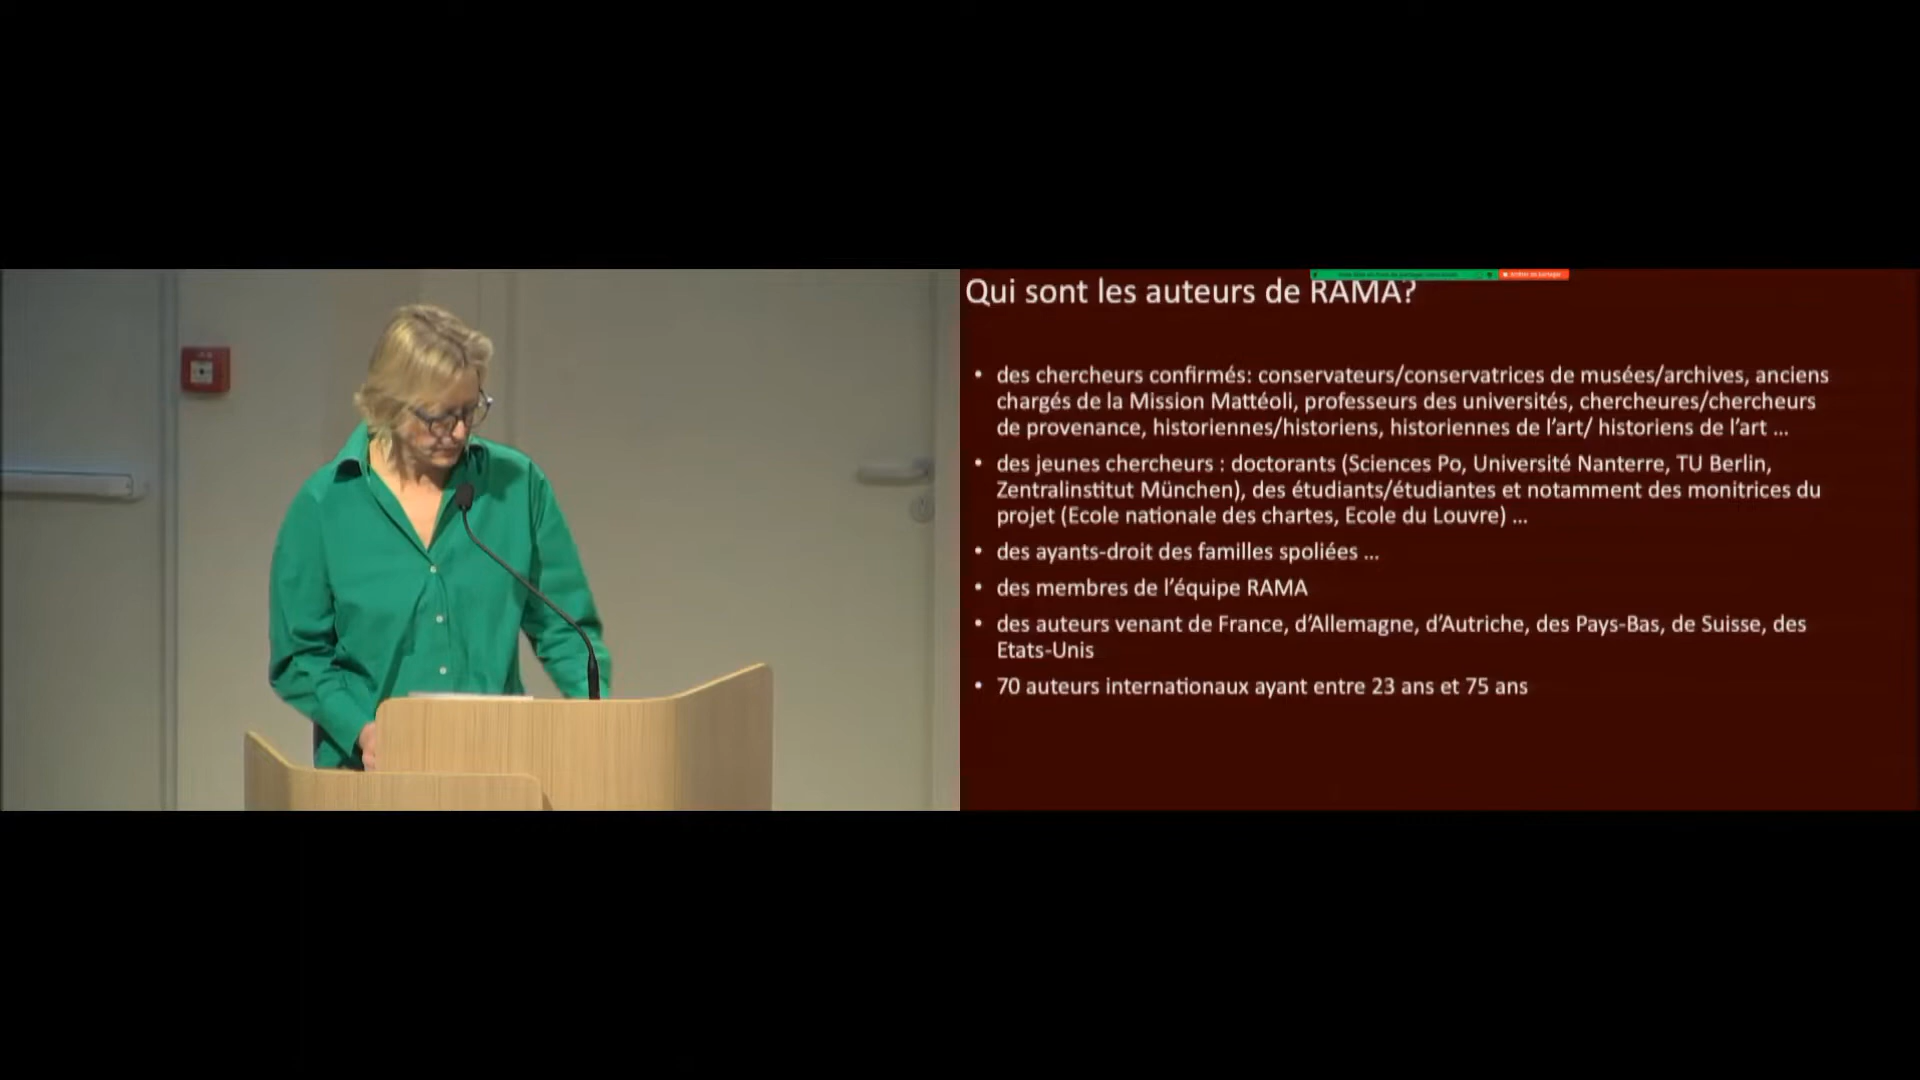 Qui sont les auteurs de RAMA?
• des chercheurs confirmés: conservateurs/conservatrices de musées/archives, anciens
chargés de la Mission Mattéoli, professeurs des universités, chercheures/chercheurs
de provenance, historiennes/historiens, historiennes de l'art/ historiens de l'art ...
• des jeunes chercheurs : doctorants (Sciences Po, Université Nanterre, TU Berlin,
Zentralinstitut München), des étudiants/étudiantes et notamment des monitrices du
projet (Ecole nationale des chartes, Ecole du Louvre) ...
• des ayants-droit des familles spoliées ...
• des membres de l'équipe RAMA
• des auteurs venant de France, d'Allemagne, d'Autriche, des Pays-Bas, de Suisse, des
Etats-Unis
• 70 auteurs internationaux ayant entre 23 ans et 75 ans